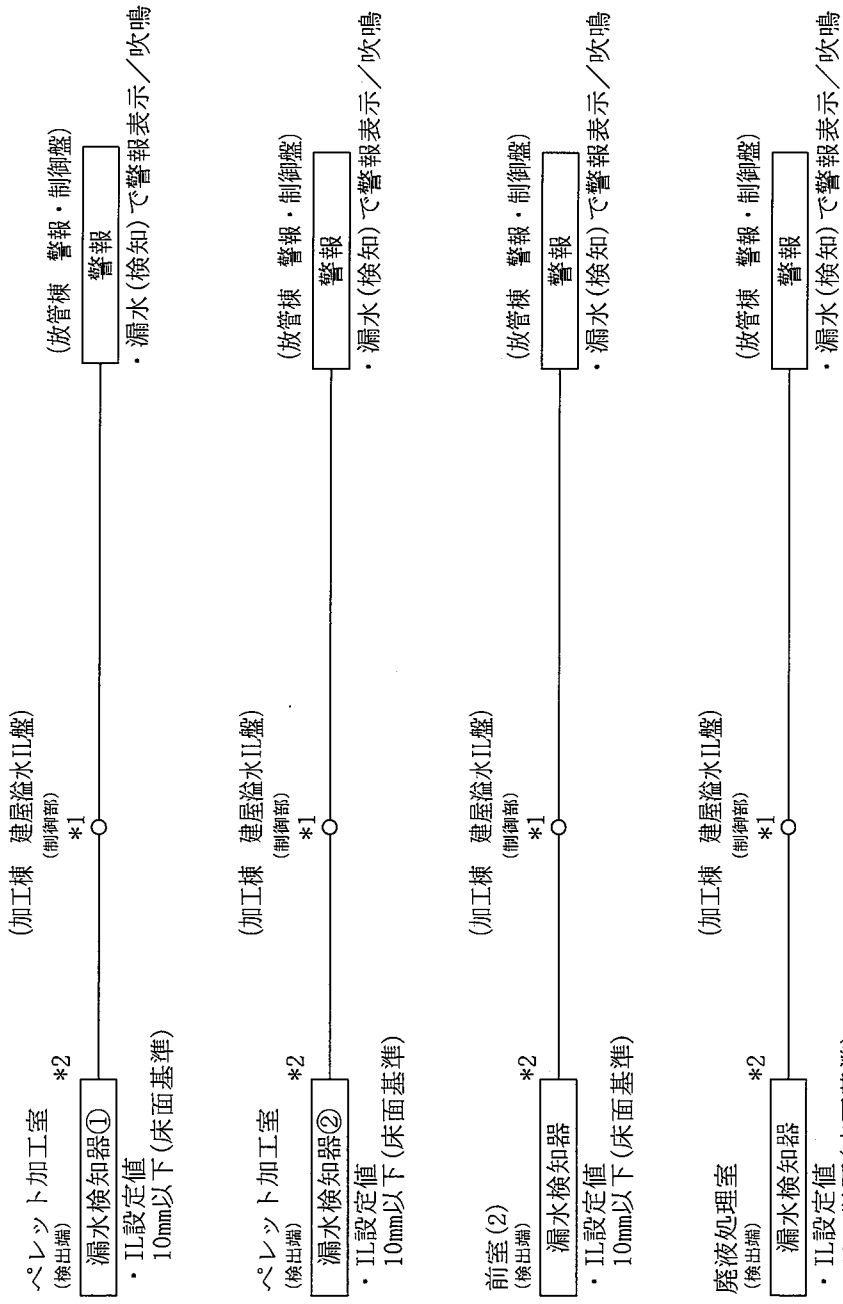 ペレット加工室
(検出端)
*2
漏水検知器①
・IL設定値
10mm以下(床面基準)
(加工棟 建屋溢水IL盤)
(制御部)
*1
(放管棟 警報・制御盤)
警報
・漏水(検知)で警報表示/吹鳴
ペレット加工室
(検出端)
*2
漏水検知器②
・IL設定値
10mm以下(床面基準)
(加工棟 建屋溢水IL盤)
(制御部)
*1
(放管棟 警報・制御盤)
警報
・漏水(検知)で警報表示/吹鳴
前室(2)
(検出端)
*2
漏水検知器
・IL設定値
10mm以下(床面基準)
(加工棟 建屋溢水IL盤)
(制御部)
*1
(放管棟 警報・制御盤)
警報
・漏水(検知)で警報表示/吹鳴
廃液処理室
(検出端)
*2
漏水検知器
・IL設定値
(加工棟 建屋溢水IL盤)
(制御部)
*1
(放管棟 警報・制御盤)
警報
・漏水(検知)で警報表示/吹鳴